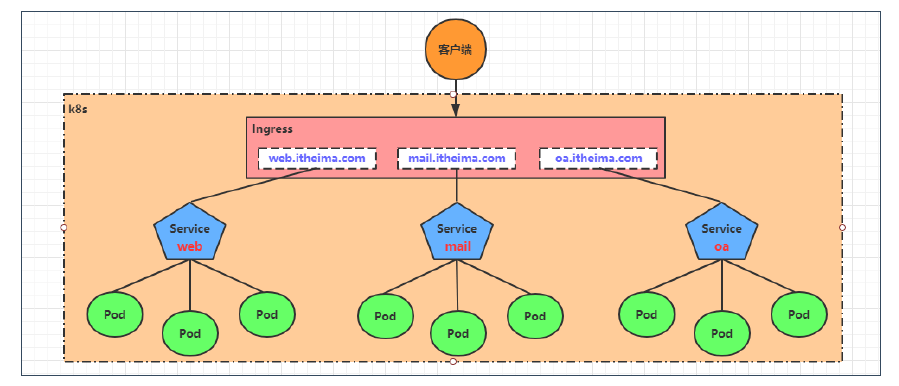 客户端
k8s
Ingress
web.itheima.com
mail.itheima.com
oa.itheima.com
Service
web
Service
mail
Service
oa
Pod
Pod
Pod
Pod
Pod
Pod
Pod
Pod
Pod